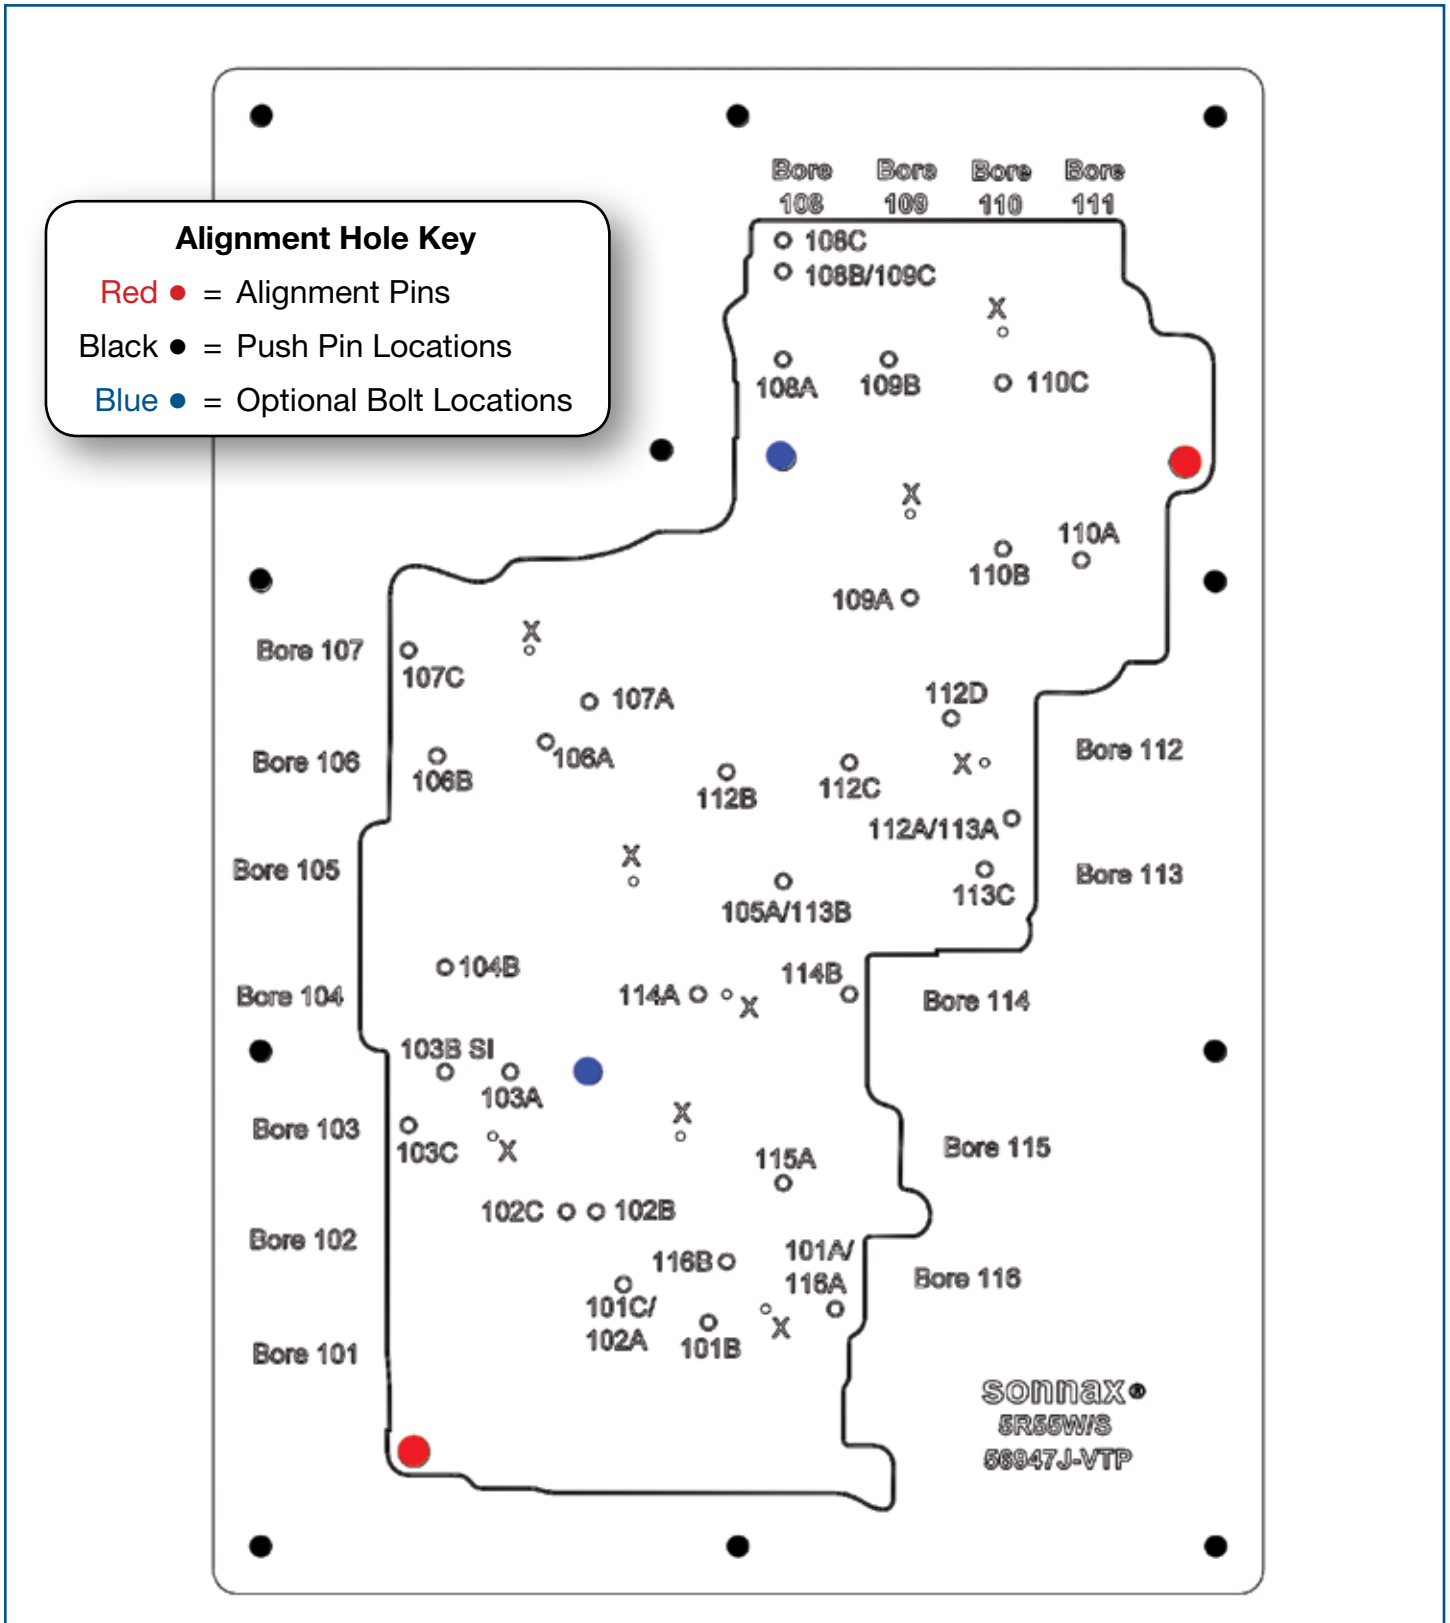 Bore Bore Bore Bore
108 109 110 111
Alignment Hole Key
Red ● = Alignment Pins
Black ● = Push Pin Locations
Blue ● = Optional Bolt Locations
108C
108B/109C
X
108A 109B 110C
X
110A
110B
109A
X
Bore 107
107C
107A
112D
Bore 106
106B
106A
112B
112C
X
Bore 112
112A/113A
X
Bore 105
105A/113B
113C
Bore 113
104B
114B
Bore 104
114A
X
Bore 114
103B SI
103A
X
Bore 103
103C
X
115A
Bore 115
102C 102B
Bore 102
116B
101A/
116A
Bore 116
101C/
102A
101B
X
Bore 101
sonnax®
5R55W/S
56947J-VTP